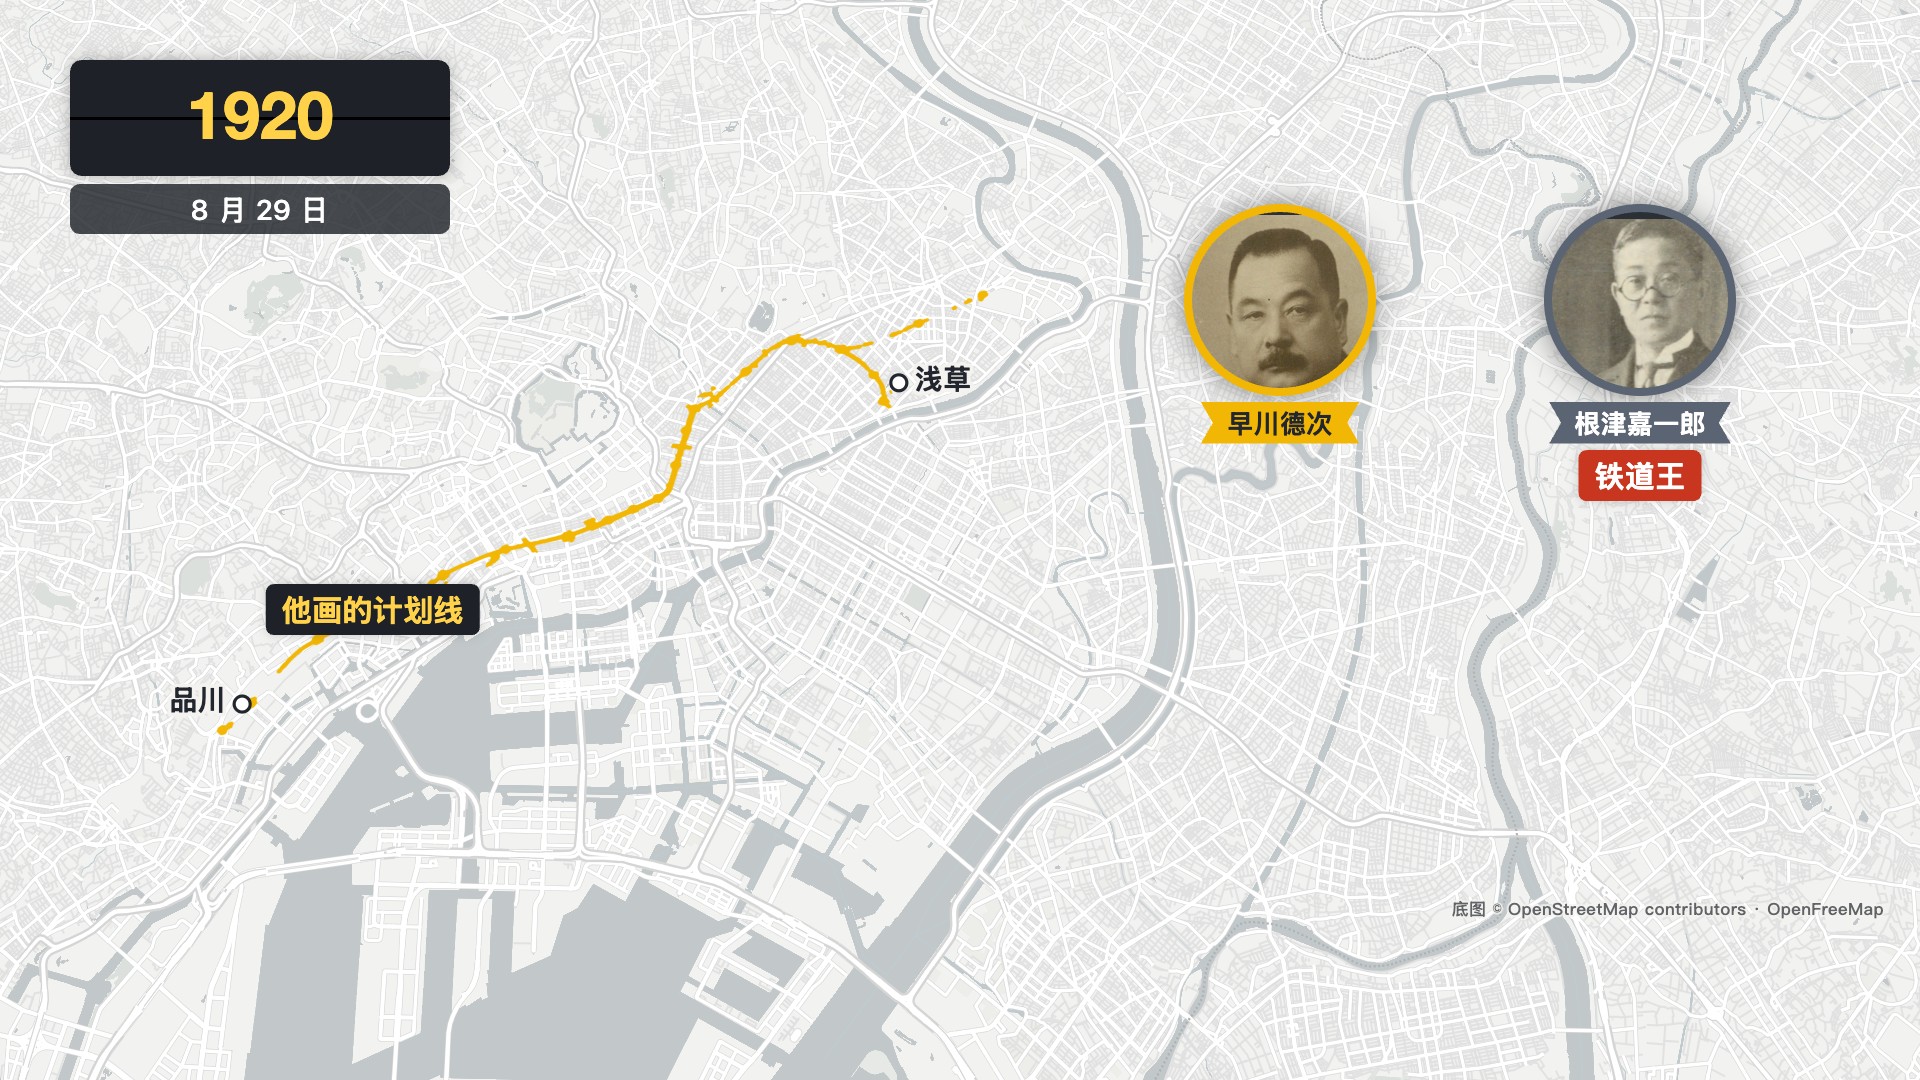 1920
8 月 29 日
浅草
早川德次
根津嘉一郎
铁道王
他画的计划线
品川
底图 © OpenStreetMap contributors · OpenFreeMap